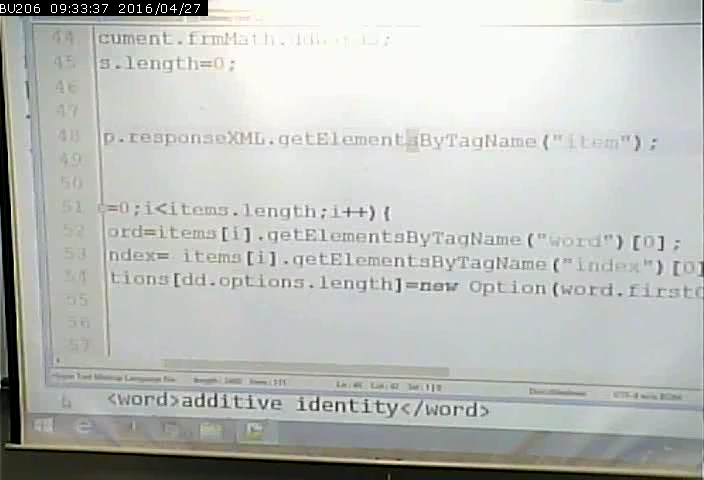 BU206 09:33:37 2016/04/27
44 cument.frmMath.
45 s.length=0;
46
47
48 p.responseXML.getElementsByTagName("item");
49
50
51 =0;i<items.length;i++){
52 ord=items[i].getElementsByTagName("word")[0];
53 ndex= items[i].getElementsByTagName("index")[0]
54 tions[dd.options.length]=new Option(word.firstC
55
56
57
6 <word>additive identity</word>